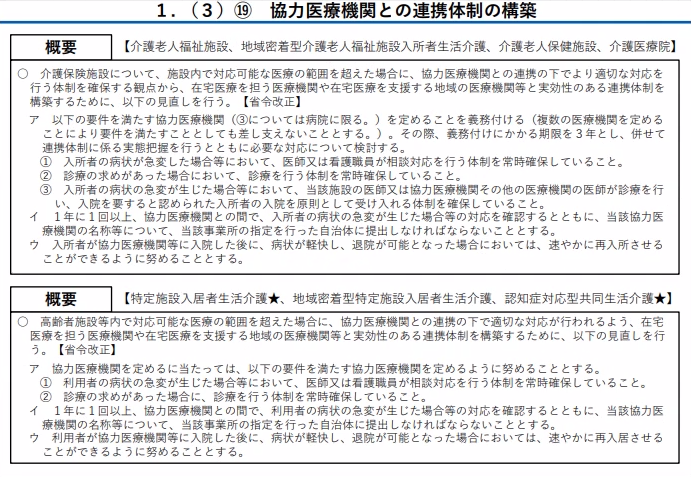 １．（３）⑲ 協力医療機関との連携体制の構築
概要
【介護老人福祉施設、地域密着型介護老人福祉施設入所者生活介護、介護老人保健施設、介護医療院】
○ 介護保険施設について、施設内で対応可能な医療の範囲を超えた場合に、協力医療機関との連携の下でより適切な対応を
行う体制を確保する観点から、在宅医療を担う医療機関や在宅医療を支援する地域の医療機関等と実効性のある連携体制を
構築するために、以下の見直しを行う。【省令改正】
ア 以下の要件を満たす協力医療機関（③については病院に限る。）を定めることを義務付ける（複数の医療機関を定める
ことにより要件を満たすこととしても差し支えないこととする。）。その際、義務付けにかかる期限を３年とし、併せて
連携体制に係る実態把握を行うとともに必要な対応について検討する。
① 入所者の病状が急変した場合等において、医師又は看護職員が相談対応を行う体制を常時確保していること。
② 診療の求めがあった場合において、診療を行う体制を常時確保していること。
③ 入所者の病状の急変が生じた場合等において、当該施設の医師又は協力医療機関その他の医療機関の医師が診療を行
い、入院を要すると認められた入所者の入院を原則として受け入れる体制を確保していること。
イ １年に１回以上、協力医療機関との間で、入所者の病状の急変が生じた場合等の対応を確認するとともに、当該協力医
療機関の名称等について、当該事業所の指定を行った自治体に提出しなければならないこととする。
ウ 入所者が協力医療機関等に入院した後に、病状が軽快し、退院が可能となった場合においては、速やかに再入所させる
ことができるように努めることとする。
概要
【特定施設入居者生活介護★、地域密着型特定施設入居者生活介護、認知症対応型共同生活介護★】
○ 高齢者施設等内で対応可能な医療の範囲を超えた場合に、協力医療機関との連携の下で適切な対応が行われるよう、在宅
医療を担う医療機関や在宅医療を支援する地域の医療機関等と実効性のある連携体制を構築するために、以下の見直しを行
う。【省令改正】
ア 協力医療機関を定めるに当たっては、以下の要件を満たす協力医療機関を定めるように努めることとする。
① 利用者の病状の急変が生じた場合等において、医師又は看護職員が相談対応を行う体制を常時確保していること。
② 診療の求めがあった場合に、診療を行う体制を常時確保していること。
イ １年に１回以上、協力医療機関との間で、利用者の病状の急変が生じた場合等の対応を確認するとともに、当該協力医
療機関の名称等について、当該事業所の指定を行った自治体に提出しなければならないこととする。
ウ 利用者が協力医療機関等に入院した後に、病状が軽快し、退院が可能となった場合においては、速やかに再入居させる
ことができるように努めることとする。